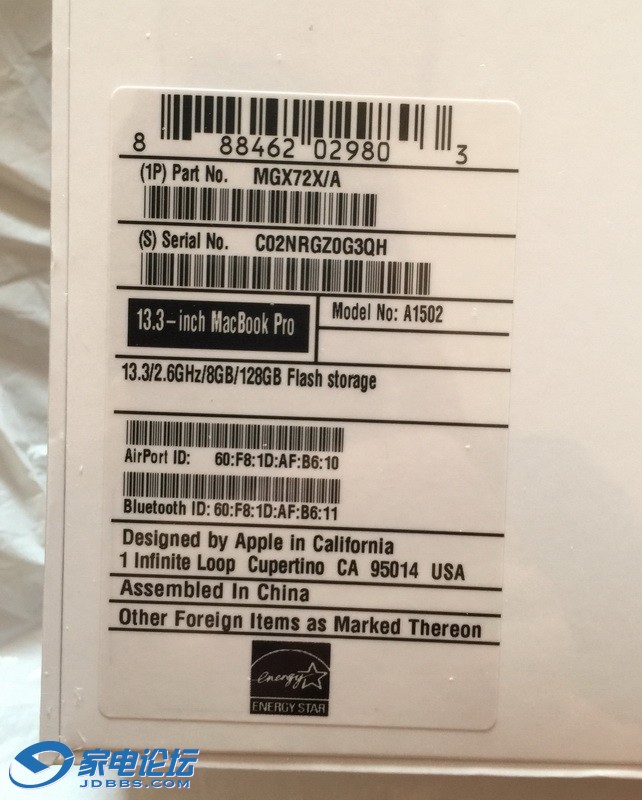 8 88462 02980 3
(1P) Part No. MGX72X/A
(S) Serial No. C02NRGZ0G3QH
13.3-inch MacBook Pro
Model No: A1502
13.3/2.6GHz/8GB/128GB Flash storage
AirPort ID: 60:F8:1D:AF:B6:10
Bluetooth ID: 60:F8:1D:AF:B6:11
Designed by Apple in California
1 Infinite Loop Cupertino CA 95014 USA
Assembled In China
Other Foreign Items as Marked Thereon
energy
ENERGY STAR
家电论坛
JDBBS.COM